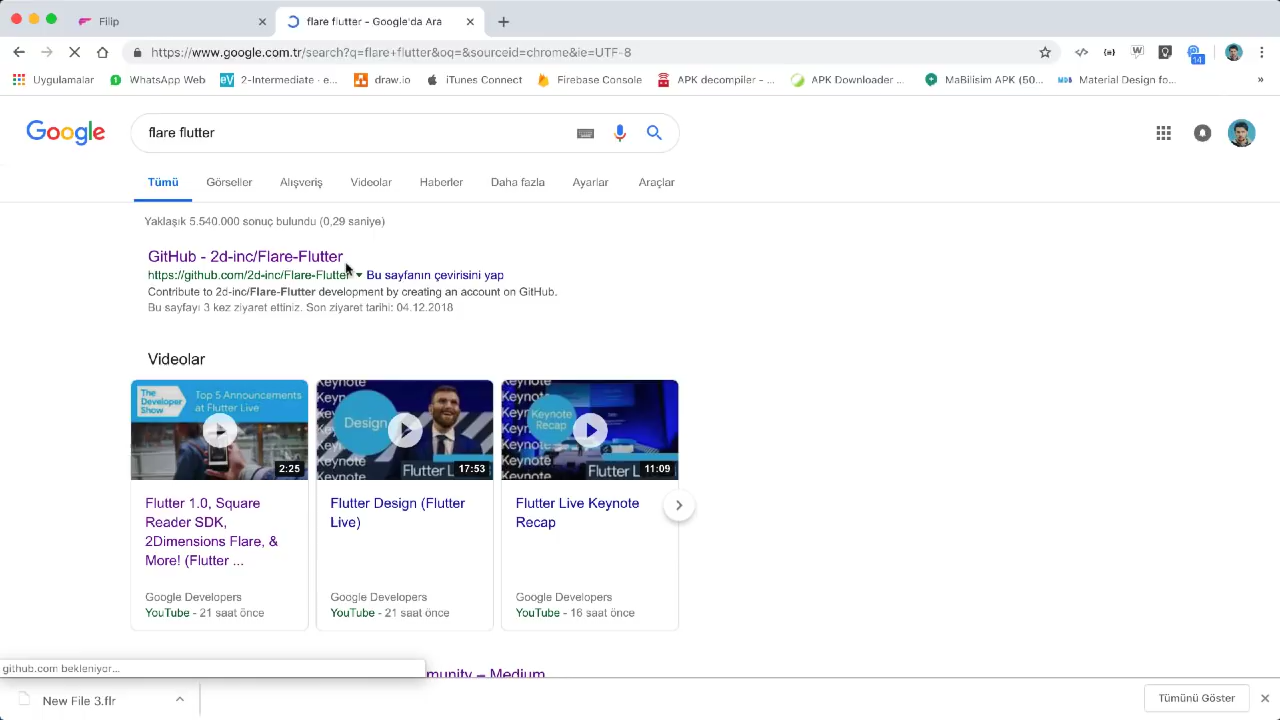 Filip
flare flutter - Google'da Ara
https://www.google.com.tr/search?q=flare+flutter&oq=&sourceid=chrome&ie=UTF-8
14
Uygulamalar
WhatsApp Web
2-Intermediate · e...
draw.io
iTunes Connect
Firebase Console
APK decompiler - ...
APK Downloader ...
MaBilisim APK (50...
Material Design fo...
»
Google
flare flutter
Tümü
Görseller
Alışveriş
Videolar
Haberler
Daha fazla
Ayarlar
Araçlar
Yaklaşık 5.540.000 sonuç bulundu (0,29 saniye)
GitHub - 2d-inc/Flare-Flutter
https://github.com/2d-inc/Flare-Flutter Bu sayfanın çevirisini yap
Contribute to 2d-inc/Flare-Flutter development by creating an account on GitHub.
Bu sayfayı 3 kez ziyaret ettiniz. Son ziyaret tarihi: 04.12.2018
Videolar
The Developer Show
Top 5 Announcements at Flutter Live
2:25
Flutter 1.0, Square
Reader SDK,
2Dimensions Flare, &
More! (Flutter ...
Google Developers
YouTube - 21 saat önce
Keynote
Design
Flutter L
17:53
Flutter Design (Flutter
Live)
Google Developers
YouTube - 21 saat önce
Keynote
Keynote Recap
Flutter Li
11:09
Flutter Live Keynote
Recap
Google Developers
YouTube - 16 saat önce
munity – Medium
github.com bekleniyor...
New File 3.flr
Tümünü Göster